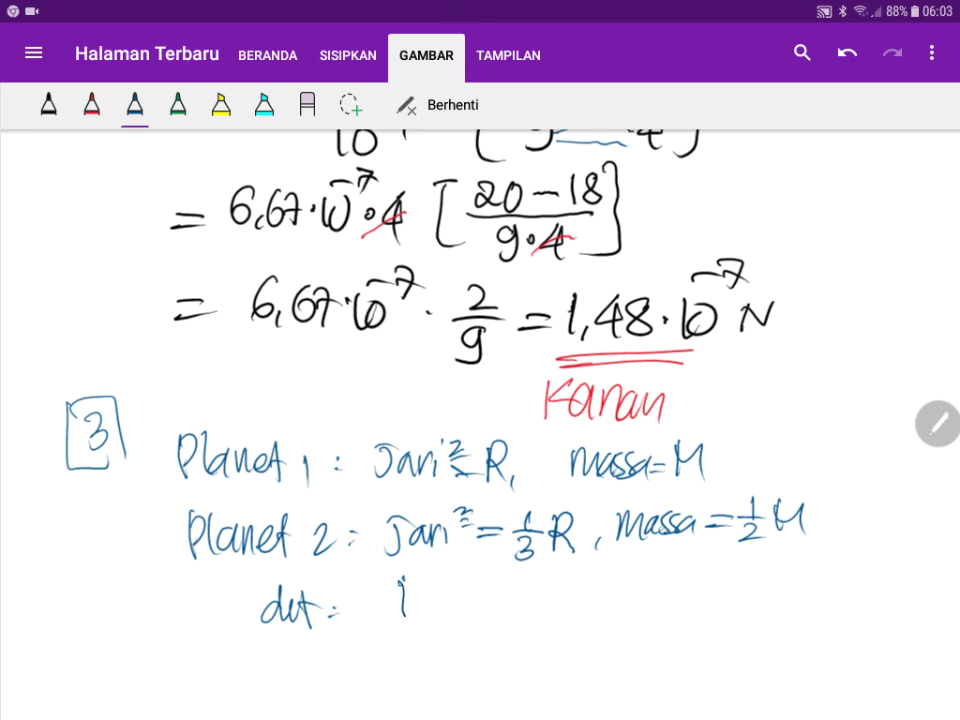 88% 06:03
Halaman Terbaru BERANDA SISIPKAN GAMBAR TAMPILAN
Berhenti
= 6,67·10⁻⁷·4 [20-18 / 9·4]
= 6,67·10⁻⁷ · 2/9 = 1,48·10⁻⁷ N
Kanan
3
Planet 1 : Jari² = R, massa=M
Planet 2 : Jari² = 1/3 R, Massa = 1/2 M